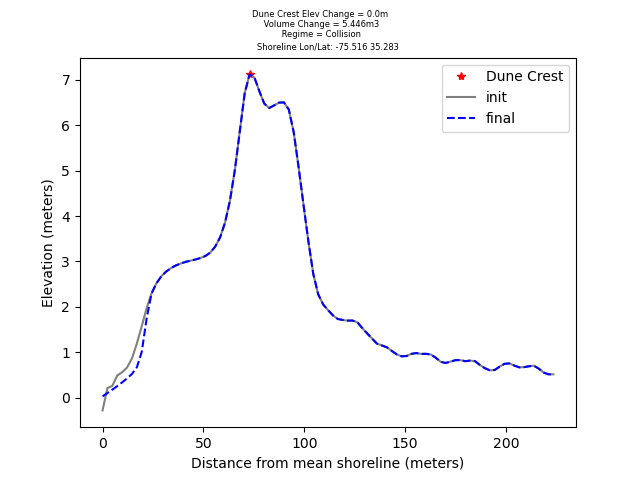 Dune Crest Elev Change = 0.0m
Volume Change = 5.446m3
Regime = Collision
Shoreline Lon/Lat: -75.516 35.283
Dune Crest
init
final
7
6
5
4
3
2
1
0
Elevation (meters)
0 50 100 150 200
Distance from mean shoreline (meters)